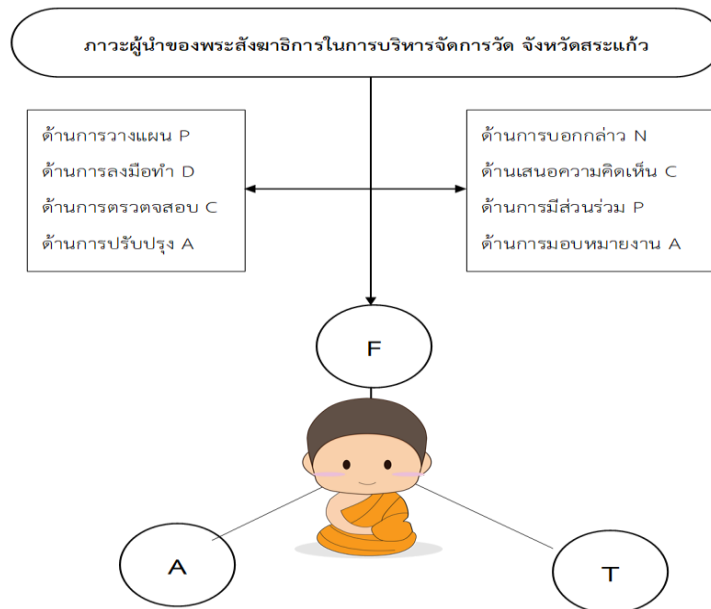 ภาวะผู้นำของพระสังฆาธิการในการบริหารจัดการวัด จังหวัดสระแก้ว
ด้านการวางแผน P
ด้านการลงมือทำ D
ด้านการตรวตจสอบ C
ด้านการปรับปรุง A
ด้านการบอกกล่าว N
ด้านเสนอความคิดเห็น C
ด้านการมีส่วนร่วม P
ด้านการมอบหมายงาน A
F
A
T